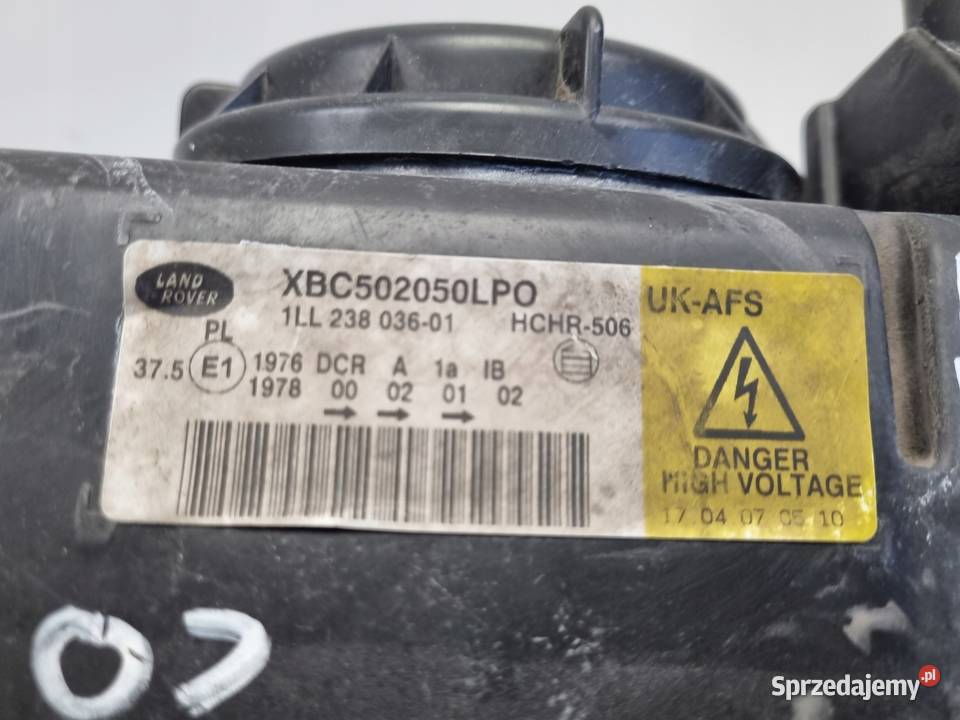 LAND
ROVER
XBC502050LPO
1LL 238 036-01 HCHR-506
PL
37.5 E1 1976 DCR A 1a IB
1978 00 02 01 02
UK-AFS
DANGER
HIGH VOLTAGE
17 04 07 05 10
07
Sprzedajemy.pl